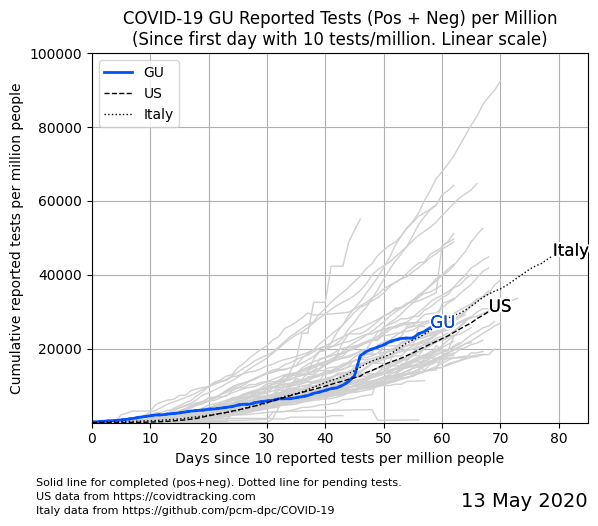 COVID-19 GU Reported Tests (Pos + Neg) per Million
(Since first day with 10 tests/million. Linear scale)
GU
US
Italy
Cumulative reported tests per million people
100000
80000
60000
40000
20000
Italy
US
GU
0 10 20 30 40 50 60 70 80
Days since 10 reported tests per million people
Solid line for completed (pos+neg). Dotted line for pending tests.
US data from https://covidtracking.com
Italy data from https://github.com/pcm-dpc/COVID-19
13 May 2020